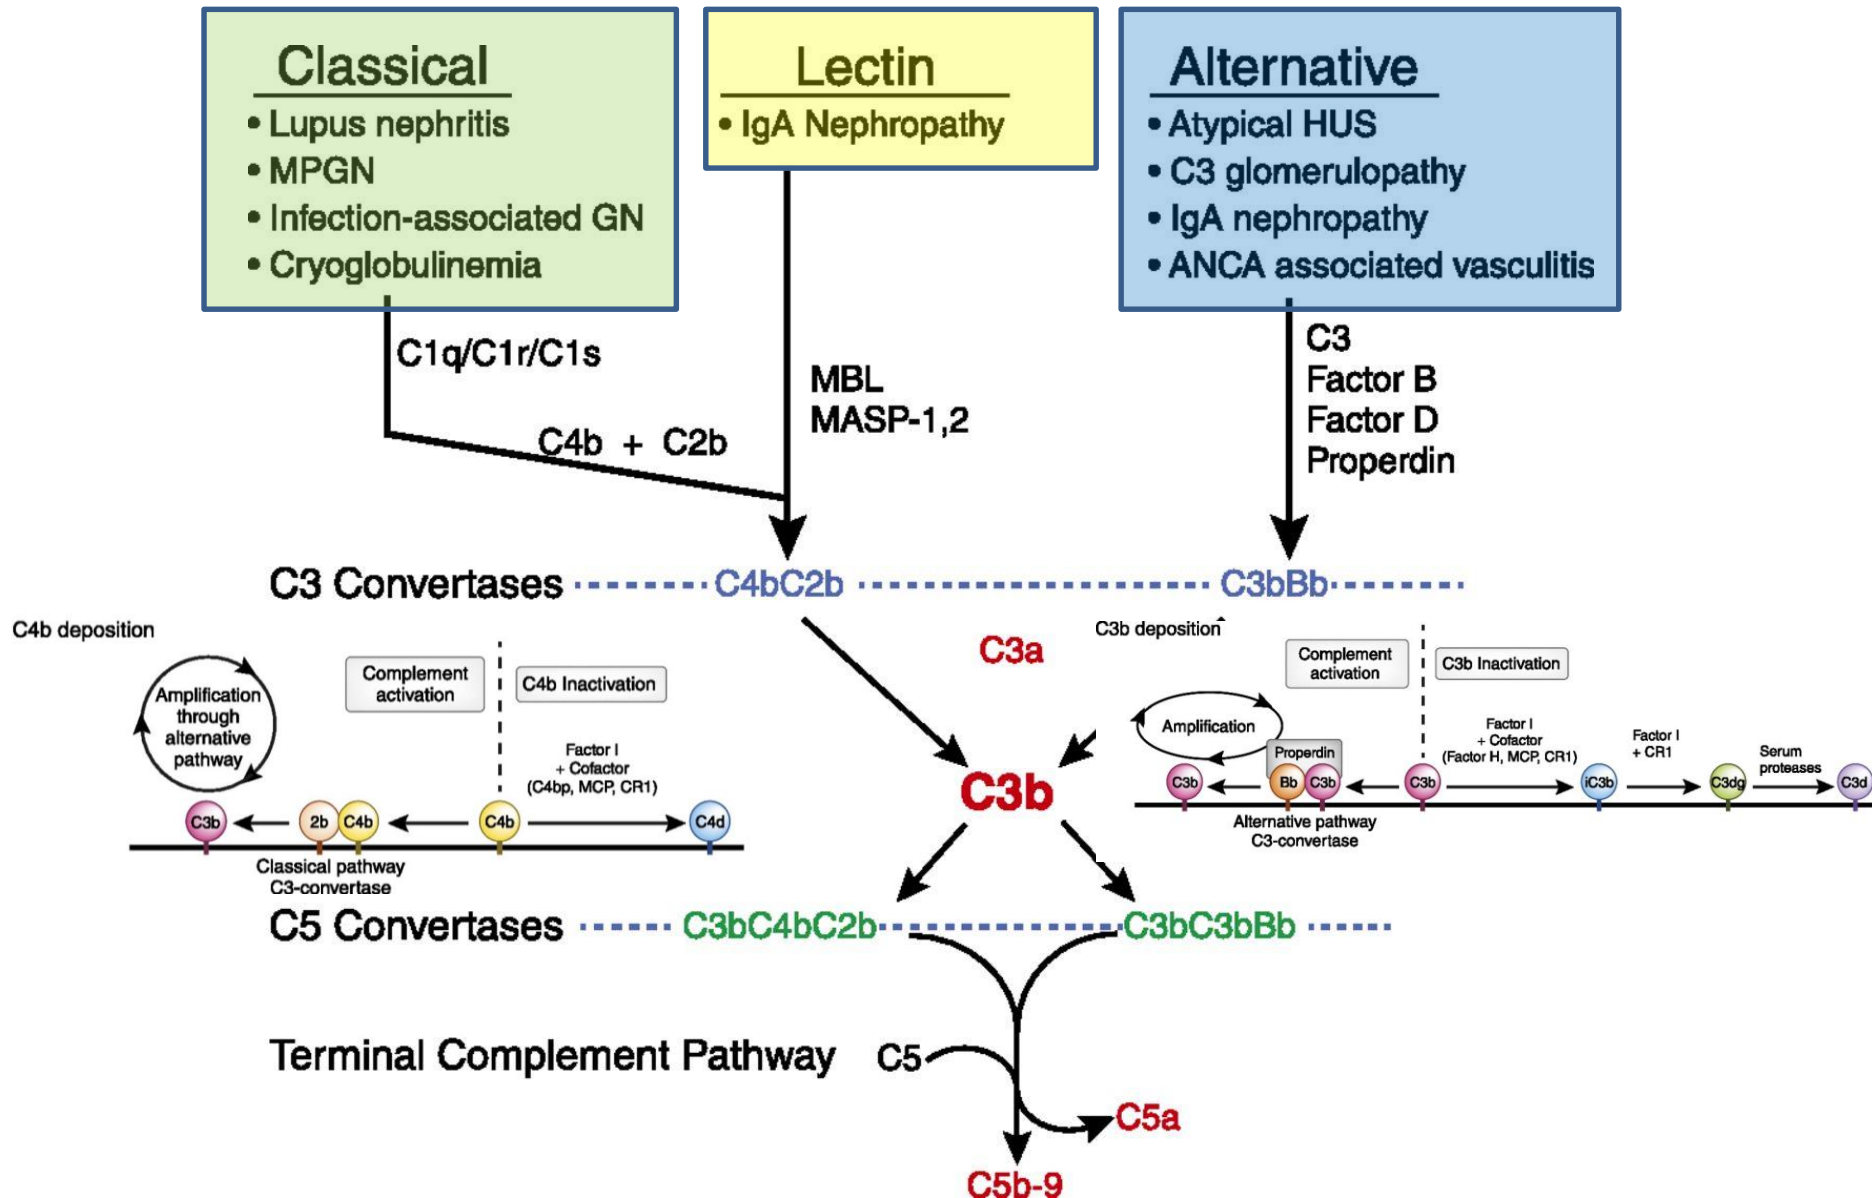 Classical
• Lupus nephritis
• MPGN
• Infection-associated GN
• Cryoglobulinemia
Lectin
• IgA Nephropathy
Alternative
• Atypical HUS
• C3 glomerulopathy
• IgA nephropathy
• ANCA associated vasculitis
C1q/C1r/C1s
C4b + C2b
MBL
MASP-1,2
C3
Factor B
Factor D
Properdin
C3 Convertases
C4bC2b
C3bBb
C4b deposition
Amplification
through
alternative
pathway
Complement
activation
C4b Inactivation
Factor I
+ Cofactor
(C4bp, MCP, CR1)
C3b
2b
C4b
C4b
C4d
Classical pathway
C3-convertase
C3a
C3b
C3b deposition
Complement
activation
C3b Inactivation
Amplification
Properdin
Factor I
+ Cofactor
(Factor H, MCP, CR1)
Factor I
+ CR1
Serum
proteases
C3b
Bb
C3b
C3b
iC3b
C3dg
C3d
Alternative pathway
C3-convertase
C5 Convertases
C3bC4bC2b
C3bC3bBb
Terminal Complement Pathway
C5
C5a
C5b-9